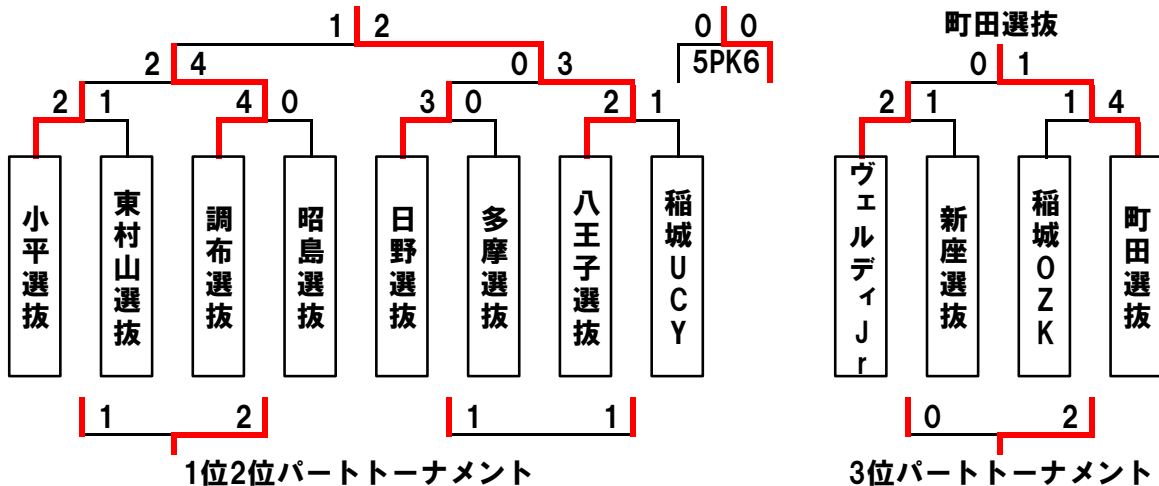 1 2
0 0
町田選抜
5PK6
2 4
0 3
0 1
2 1
4 0
3 0
2 1
2 1
1 4
小平選抜
東村山選抜
調布選抜
昭島選抜
日野選抜
多摩選抜
八王子選抜
稲城UCY
ヴェルディJr
新座選抜
稲城OZK
町田選抜
1 2
1 1
0 2
1位2位パートトーナメント
3位パートトーナメント